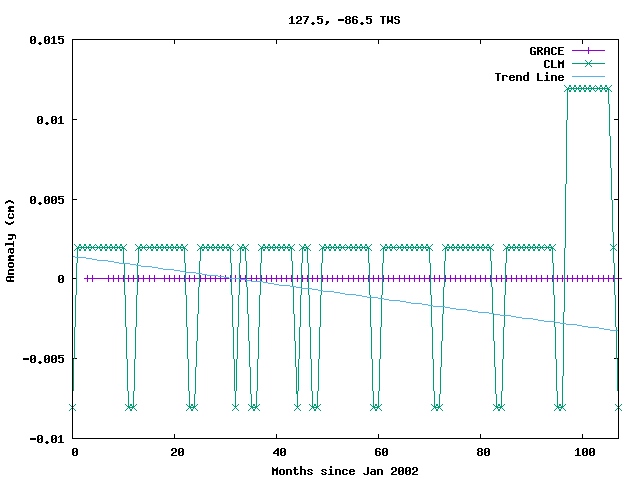 127.5, -86.5 TWS
GRACE
CLM
Trend Line
0.015
0.01
0.005
0
-0.005
-0.01
Anomaly (cm)
0 20 40 60 80 100
Months since Jan 2002